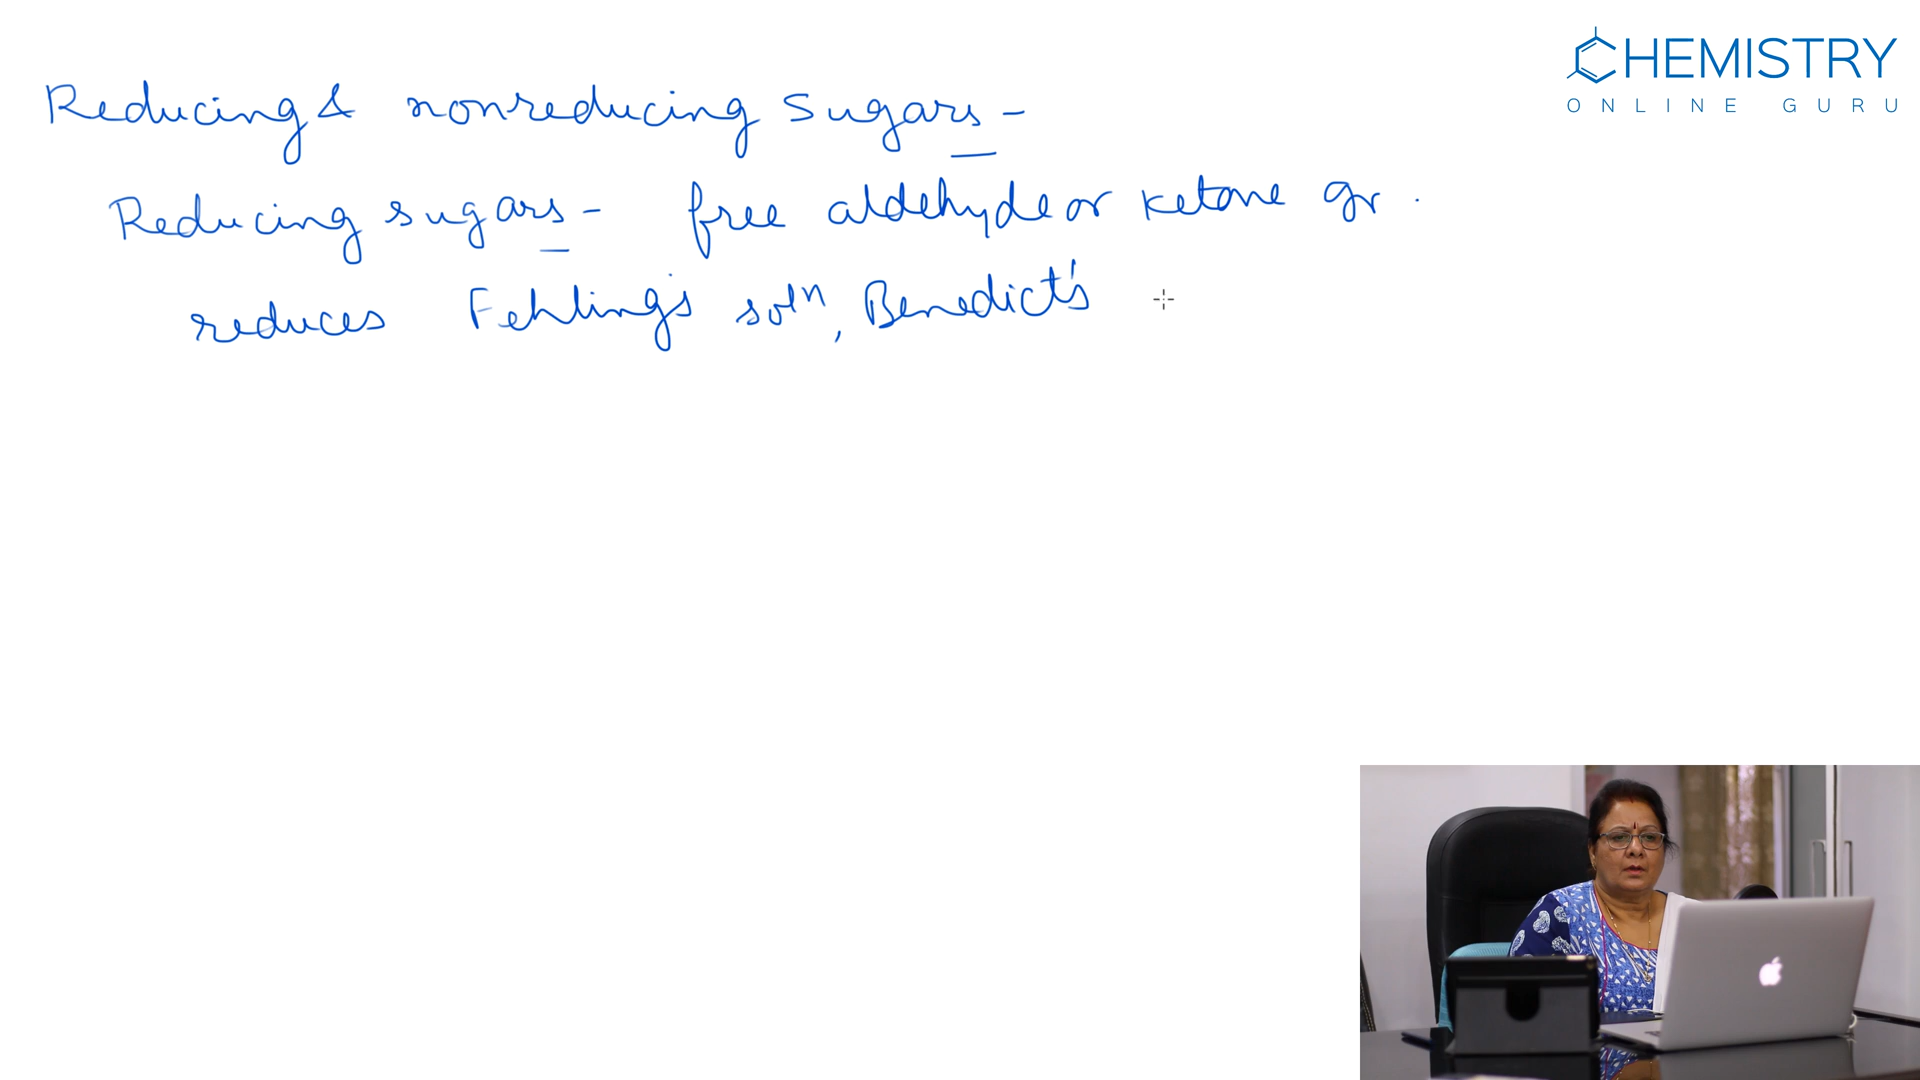 CHEMISTRY
ONLINE GURU
Reducing & nonreducing sugars -
Reducing sugars - free aldehyde or ketone gr.
reduces Fehling's solⁿ, Benedict's